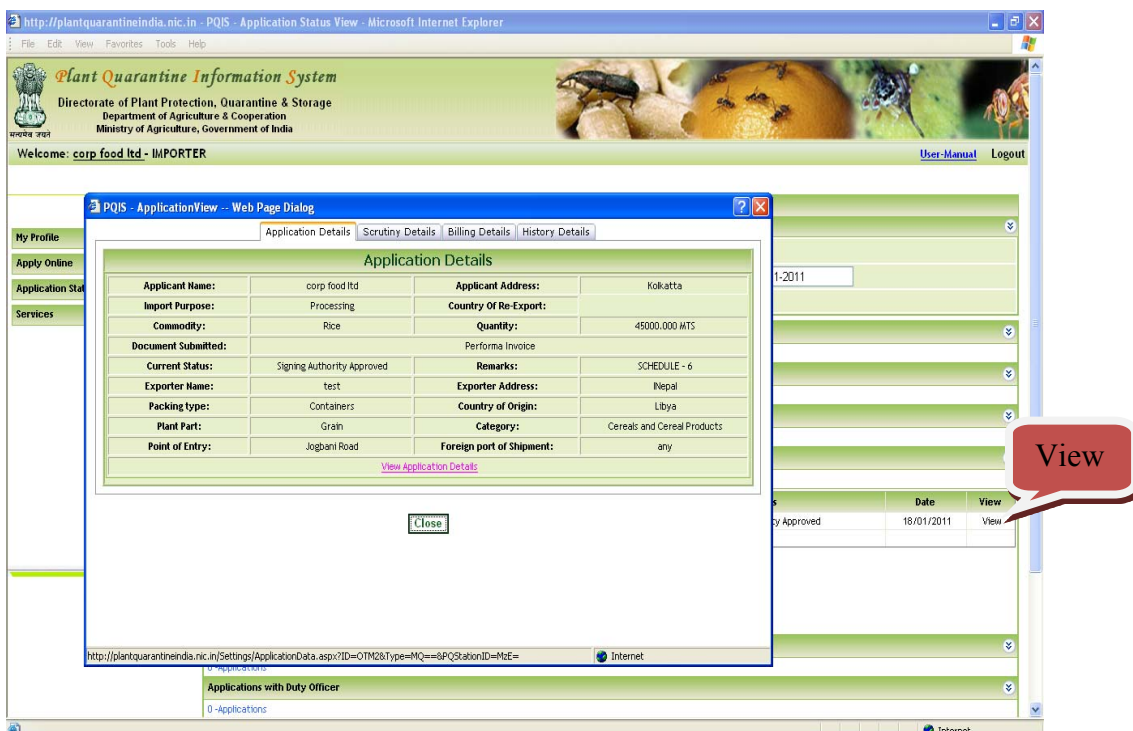 http://plantquarantineindia.nic.in - PQIS - Application Status View - Microsoft Internet Explorer
File Edit View Favorites Tools Help
Plant Quarantine Information System
Directorate of Plant Protection, Quarantine & Storage
Department of Agriculture & Cooperation
Ministry of Agriculture, Government of India
सत्यमेव जयते
Welcome: corp food ltd - IMPORTER User-Manual Logout
PQIS - ApplicationView -- Web Page Dialog
Application Details Scrutiny Details Billing Details History Details
My Profile
Apply Online
Application Stat
Services
1-2011
Application Details
Applicant Name: corp food ltd Applicant Address: Kolkatta
Import Purpose: Processing Country Of Re-Export:
Commodity: Rice Quantity: 45000.000 MTS
Document Submitted: Performa Invoice
Current Status: Signing Authority Approved Remarks: SCHEDULE - 6
Exporter Name: test Exporter Address: lNepal
Packing type: Containers Country of Origin: Libya
Plant Part: Grain Category: Cereals and Cereal Products
Point of Entry: Jogbani Road Foreign port of Shipment: any
View Application Details
View
s Date View
Close
ty Approved 18/01/2011 View
http://plantquarantineindia.nic.in/Settings/ApplicationData.aspx?ID=OTM2&Type=MQ==&PQStationID=MzE= Internet
0 -Applications
Applications with Duty Officer
0 -Applications
Internet